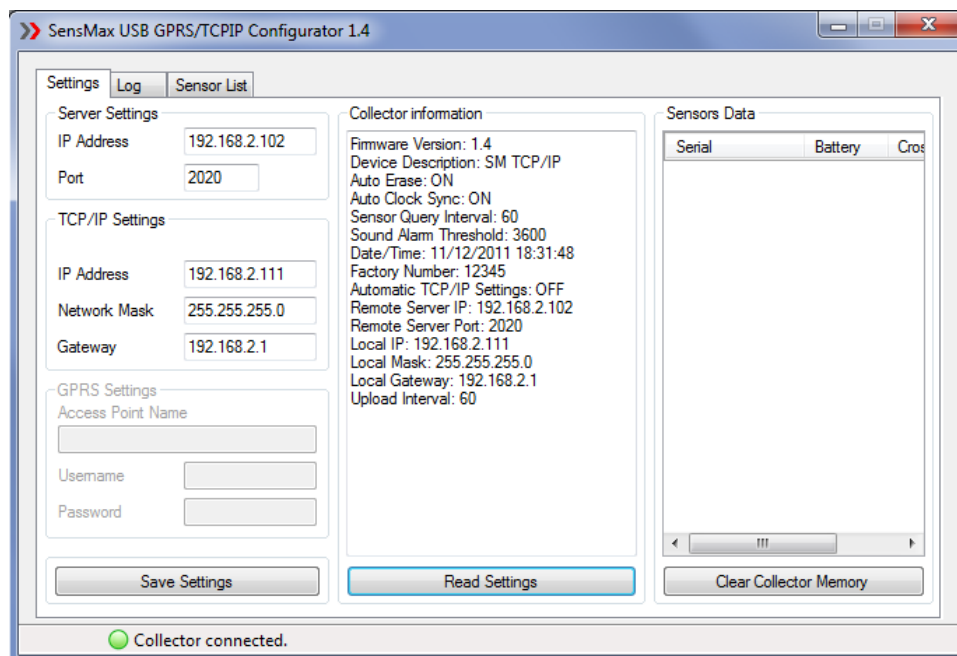 SensMax USB GPRS/TCPIP Configurator 1.4
Settings
Log
Sensor List
Server Settings
IP Address 192.168.2.102
Port 2020
TCP/IP Settings
IP Address 192.168.2.111
Network Mask 255.255.255.0
Gateway 192.168.2.1
GPRS Settings
Access Point Name
Username
Password
Save Settings
Collector information
Firmware Version: 1.4
Device Description: SM TCP/IP
Auto Erase: ON
Auto Clock Sync: ON
Sensor Query Interval: 60
Sound Alarm Threshold: 3600
Date/Time: 11/12/2011 18:31:48
Factory Number: 12345
Automatic TCP/IP Settings: OFF
Remote Server IP: 192.168.2.102
Remote Server Port: 2020
Local IP: 192.168.2.111
Local Mask: 255.255.255.0
Local Gateway: 192.168.2.1
Upload Interval: 60
Read Settings
Sensors Data
Serial Battery Cros
Clear Collector Memory
Collector connected.